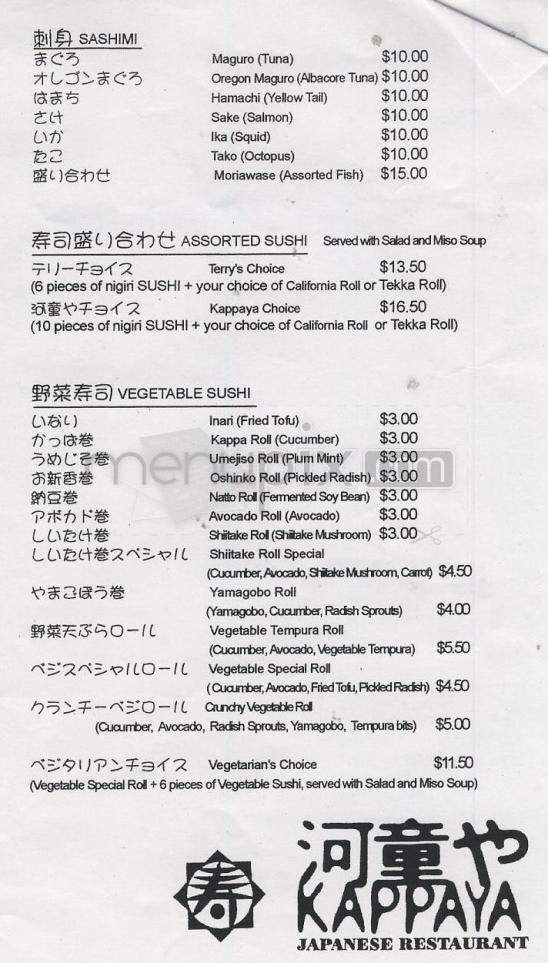 刺身 SASHIMI
まぐろ Maguro (Tuna) $10.00
オレゴンまぐろ Oregon Maguro (Albacore Tuna) $10.00
はまち Hamachi (Yellow Tail) $10.00
さけ Sake (Salmon) $10.00
いか Ika (Squid) $10.00
たこ Tako (Octopus) $10.00
盛り合わせ Moriawase (Assorted Fish) $15.00
寿司盛り合わせ ASSORTED SUSHI Served with Salad and Miso Soup
テリーチョイス Terry's Choice $13.50
(6 pieces of nigiri SUSHI + your choice of California Roll or Tekka Roll)
河童やチョイス Kappaya Choice $16.50
(10 pieces of nigiri SUSHI + your choice of California Roll or Tekka Roll)
野菜寿司 VEGETABLE SUSHI
いなり Inari (Fried Tofu) $3.00
かっぱ巻 Kappa Roll (Cucumber) $3.00
うめじそ巻 Umejiso Roll (Plum Mint) $3.00
お新香巻 Oshinko Roll (Pickled Radish) $3.00
納豆巻 Natto Roll (Fermented Soy Bean) $3.00
アボカド巻 Avocado Roll (Avocado) $3.00
しいたけ巻 Shiitake Roll (Shiitake Mushroom) $3.00
しいたけ巻スペシャル Shiitake Roll Special
(Cucumber, Avocado, Shiitake Mushroom, Carrot) $4.50
やまごぼう巻 Yamagobo Roll
(Yamagobo, Cucumber, Radish Sprouts) $4.00
野菜天ぷらロール Vegetable Tempura Roll
(Cucumber, Avocado, Vegetable Tempura) $5.50
ベジスペシャルロール Vegetable Special Roll
(Cucumber, Avocado, Fried Tofu, Pickled Radish) $4.50
クランチーベジロール Crunchy Vegetable Roll
(Cucumber, Avocado, Radish Sprouts, Yamagobo, Tempura bits) $5.00
ベジタリアンチョイス Vegetarian's Choice $11.50
(Vegetable Special Roll + 6 pieces of Vegetable Sushi, served with Salad and Miso Soup)
menupix.com
寿 河童や
KAPPAYA
JAPANESE RESTAURANT